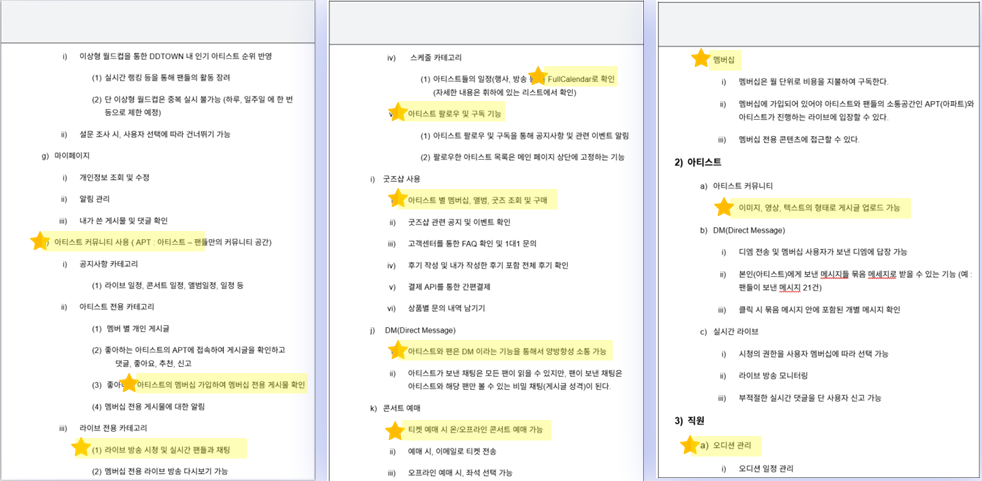 i) 이상형 월드컵을 통한 DDTOWN 내 인기 아티스트 순위 반영
(1) 실시간 랭킹 등을 통해 팬들의 활동 장려
(2) 단 이상형 월드컵은 중복 실시 불가능 (하루, 일주일 에 한 번
등으로 제한 예정)
ii) 설문 조사 시, 사용자 선택에 따라 건너뛰기 가능
g) 마이페이지
i) 개인정보 조회 및 수정
ii) 알림 관리
iii) 내가 쓴 게시물 및 댓글 확인
아티스트 커뮤니티 사용 ( APT : 아티스트 – 팬들만의 커뮤니티 공간)
i) 공지사항 카테고리
(1) 라이브 일정, 콘서트 일정, 앨범일정, 일정 등
ii) 아티스트 전용 카테고리
(1) 멤버 별 개인 게시글
(2) 좋아하는 아티스트의 APT에 접속하여 게시글을 확인하고
댓글, 좋아요, 추천, 신고
(3) 좋아 아티스트의 멤버십 가입하여 멤버십 전용 게시물 확인
(4) 멤버십 전용 게시물에 대한 알림
iii) 라이브 전용 카테고리
(1) 라이브 방송 시청 및 실시간 팬들과 채팅
(2) 멤버십 전용 라이브 방송 다시보기 가능
iv) 스케줄 카테고리
(1) 아티스트들의 일정(행사, 방송 FullCalendar로 확인
(자세한 내용은 취하에 있는 리스트에서 확인)
아티스트 팔로우 및 구독 기능
(1) 아티스트 팔로우 및 구독을 통해 공지사항 및 관련 이벤트 알림
(2) 팔로우한 아티스트 목록은 메인 페이지 상단에 고정하는 기능
i) 굿즈샵 사용
아티스트 별 멤버십, 앨범, 굿즈 조회 및 구매
ii) 굿즈샵 관련 공지 및 이벤트 확인
iii) 고객센터를 통한 FAQ 확인 및 1대1 문의
iv) 후기 작성 및 내가 작성한 후기 포함 전체 후기 확인
v) 결제 API를 통한 간편결제
vi) 상품별 문의 내역 남기기
j) DM(Direct Message)
아티스트와 팬은 DM 이라는 기능을 통해서 양방향성 소통 가능
ii) 아티스트가 보낸 채팅은 모든 팬이 읽을 수 있지만, 팬이 보낸 채팅은
아티스트와 해당 팬만 볼 수 있는 비밀 채팅(게시글 성격)이 된다.
k) 콘서트 예매
티켓 예매 시 온/오프라인 콘서트 예매 가능
ii) 예매 시, 이메일로 티켓 전송
iii) 오프라인 예매 시, 좌석 선택 가능
멤버십
i) 멤버십은 월 단위로 비용을 지불하여 구독한다.
ii) 멤버십에 가입되어 있어야 아티스트와 팬들의 소통공간인 APT(아파트)와
아티스트가 진행하는 라이브에 입장할 수 있다.
iii) 멤버십 전용 콘텐츠에 접근할 수 있다.
2) 아티스트
a) 아티스트 커뮤니티
이미지, 영상, 텍스트의 형태로 게시글 업로드 가능
b) DM(Direct Message)
i) 디엠 전송 및 멤버십 사용자가 보낸 디엠에 답장 가능
ii) 본인(아티스트)에게 보낸 메시지들 묶음 메세지로 받을 수 있는 기능 (예 :
팬들이 보낸 메시지 21건)
iii) 클릭 시 묶음 메시지 안에 포함된 개별 메시지 확인
c) 실시간 라이브
i) 시청의 권한을 사용자 멤버십에 따라 선택 가능
ii) 라이브 방송 모니터링
iii) 부적절한 실시간 댓글을 단 사용자 신고 가능
3) 직원
a) 오디션 관리
i) 오디션 일정 관리